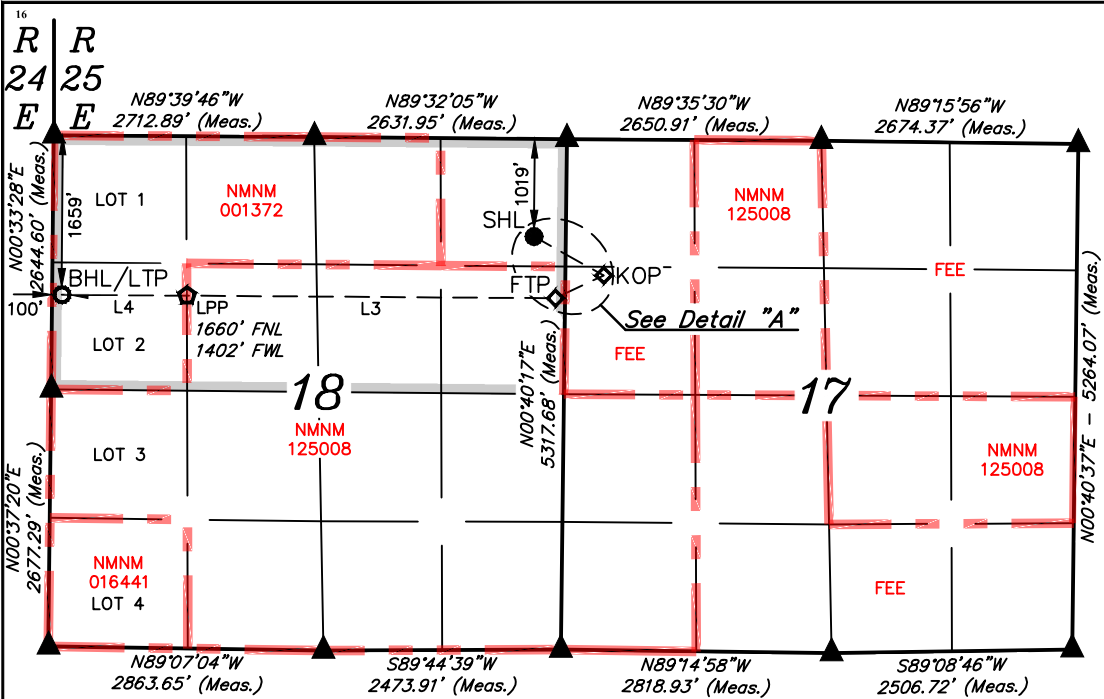 16
R R
24 25
E E
N89°39'46"W
2712.89' (Meas.)
N89°32'05"W
2631.95' (Meas.)
N89°35'30"W
2650.91' (Meas.)
N89°15'56"W
2674.37' (Meas.)
N00°33'28"E
2644.60' (Meas.)
1659'
LOT 1
NMNM
001372
1019'
SHL
NMNM
125008
FEE
BHL/LTP
100'
L4
LPP
1660' FNL
1402' FWL
L3
FTP
KOP
See Detail "A"
LOT 2
FEE
18
NMNM
125008
N00°40'17"E
5317.68' (Meas.)
17
N00°40'37"E - 5264.07' (Meas.)
LOT 3
NMNM
125008
N00°37'20"E
2677.29' (Meas.)
NMNM
016441
LOT 4
FEE
N89°07'04"W
2863.65' (Meas.)
S89°44'39"W
2473.91' (Meas.)
N89°14'58"W
2818.93' (Meas.)
S89°08'46"W
2506.72' (Meas.)